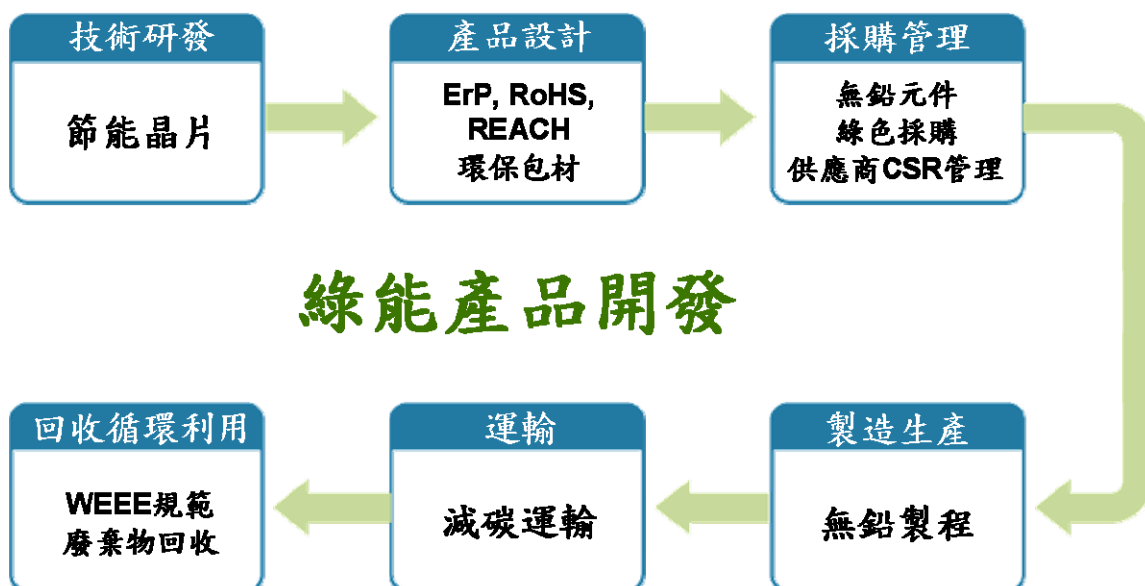 技術研發
節能晶片
產品設計
ErP, RoHS,
REACH
環保包材
採購管理
無鉛元件
綠色採購
供應商CSR管理
綠能產品開發
製造生產
無鉛製程
運輸
減碳運輸
回收循環利用
WEEE規範
廢棄物回收